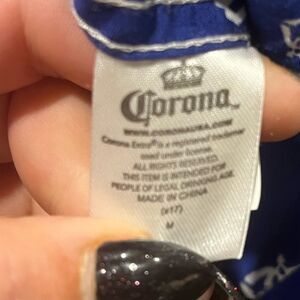 Corona
WWW.CORONAUSA.COM
Corona Extra® is a registered trademark
used under license.
ALL RIGHTS RESERVED.
THIS ITEM IS INTENDED FOR
PEOPLE OF LEGAL DRINKING AGE.
MADE IN CHINA
(x17)
M